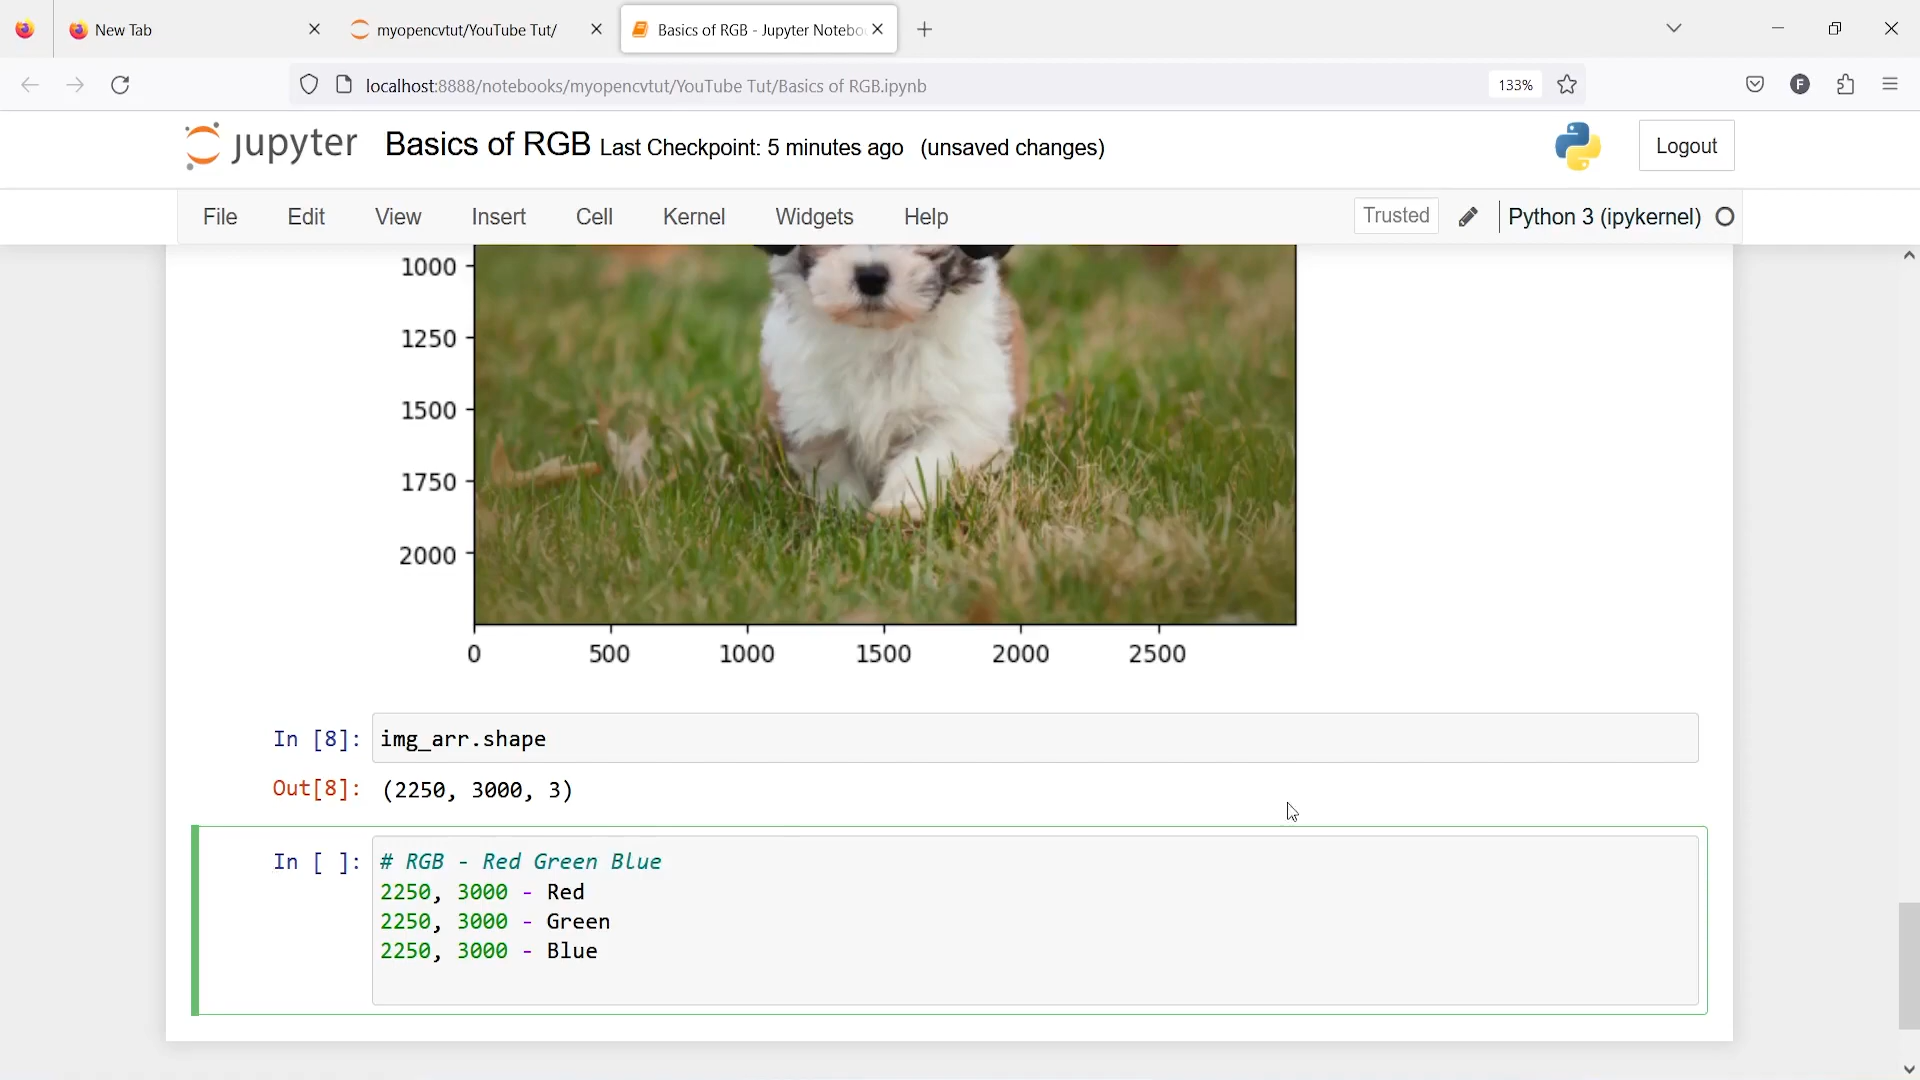 New Tab
myopencvtut/YouTube Tut/
Basics of RGB - Jupyter Notebo
localhost:8888/notebooks/myopencvtut/YouTube Tut/Basics of RGB.ipynb
133%
F
jupyter Basics of RGB Last Checkpoint: 5 minutes ago (unsaved changes)
Logout
File Edit View Insert Cell Kernel Widgets Help
Trusted
Python 3 (ipykernel)
1000
1250
1500
1750
2000
0 500 1000 1500 2000 2500
In [8]: img_arr.shape
Out[8]: (2250, 3000, 3)
In [ ]: # RGB - Red Green Blue
2250, 3000 - Red
2250, 3000 - Green
2250, 3000 - Blue